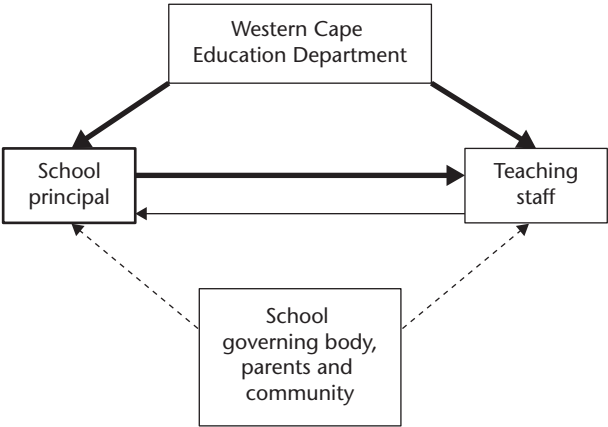 Western Cape
Education Department
School
principal
Teaching
staff
School
governing body,
parents and
community